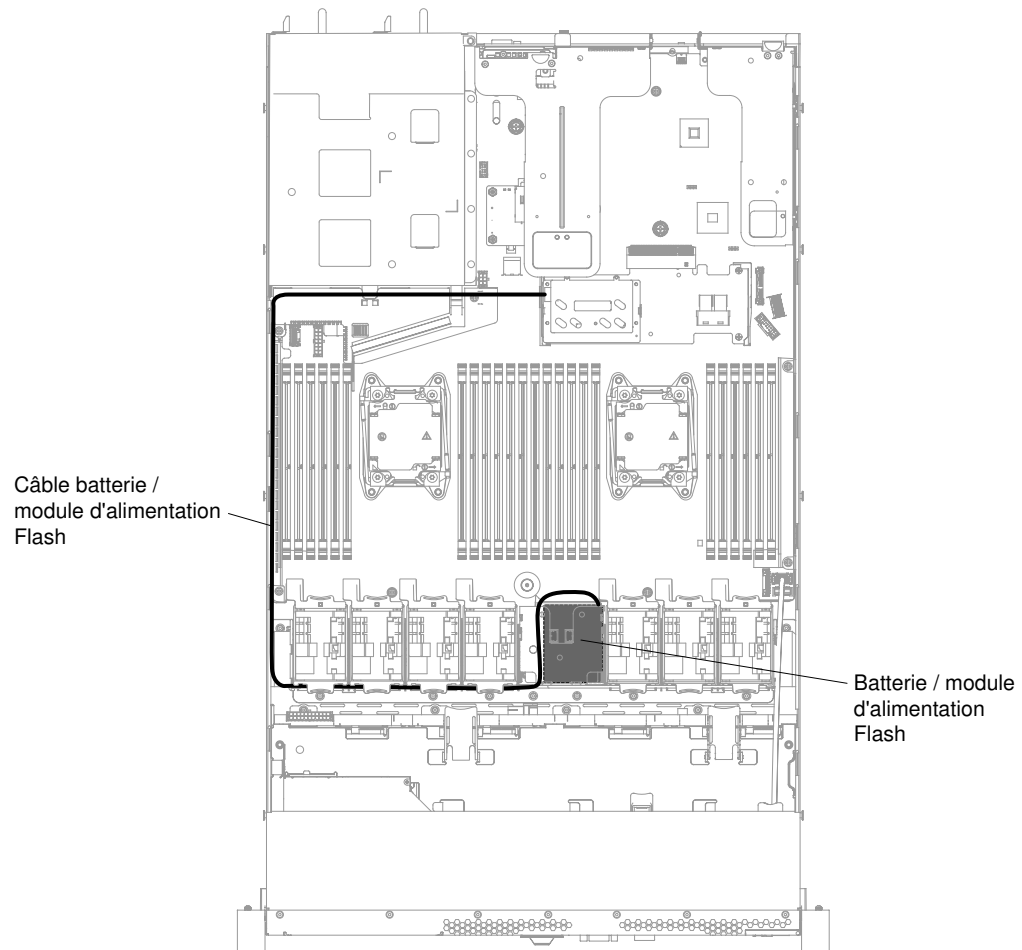 Câble batterie /
module d'alimentation
Flash
Batterie / module
d'alimentation
Flash